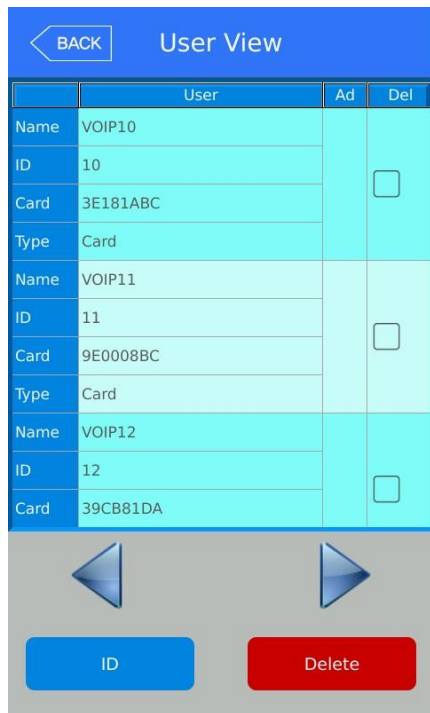 BACK User View
User Ad Del
Name VOIP10
ID 10
Card 3E181ABC
Type Card
Name VOIP11
ID 11
Card 9E0008BC
Type Card
Name VOIP12
ID 12
Card 39CB81DA
ID Delete